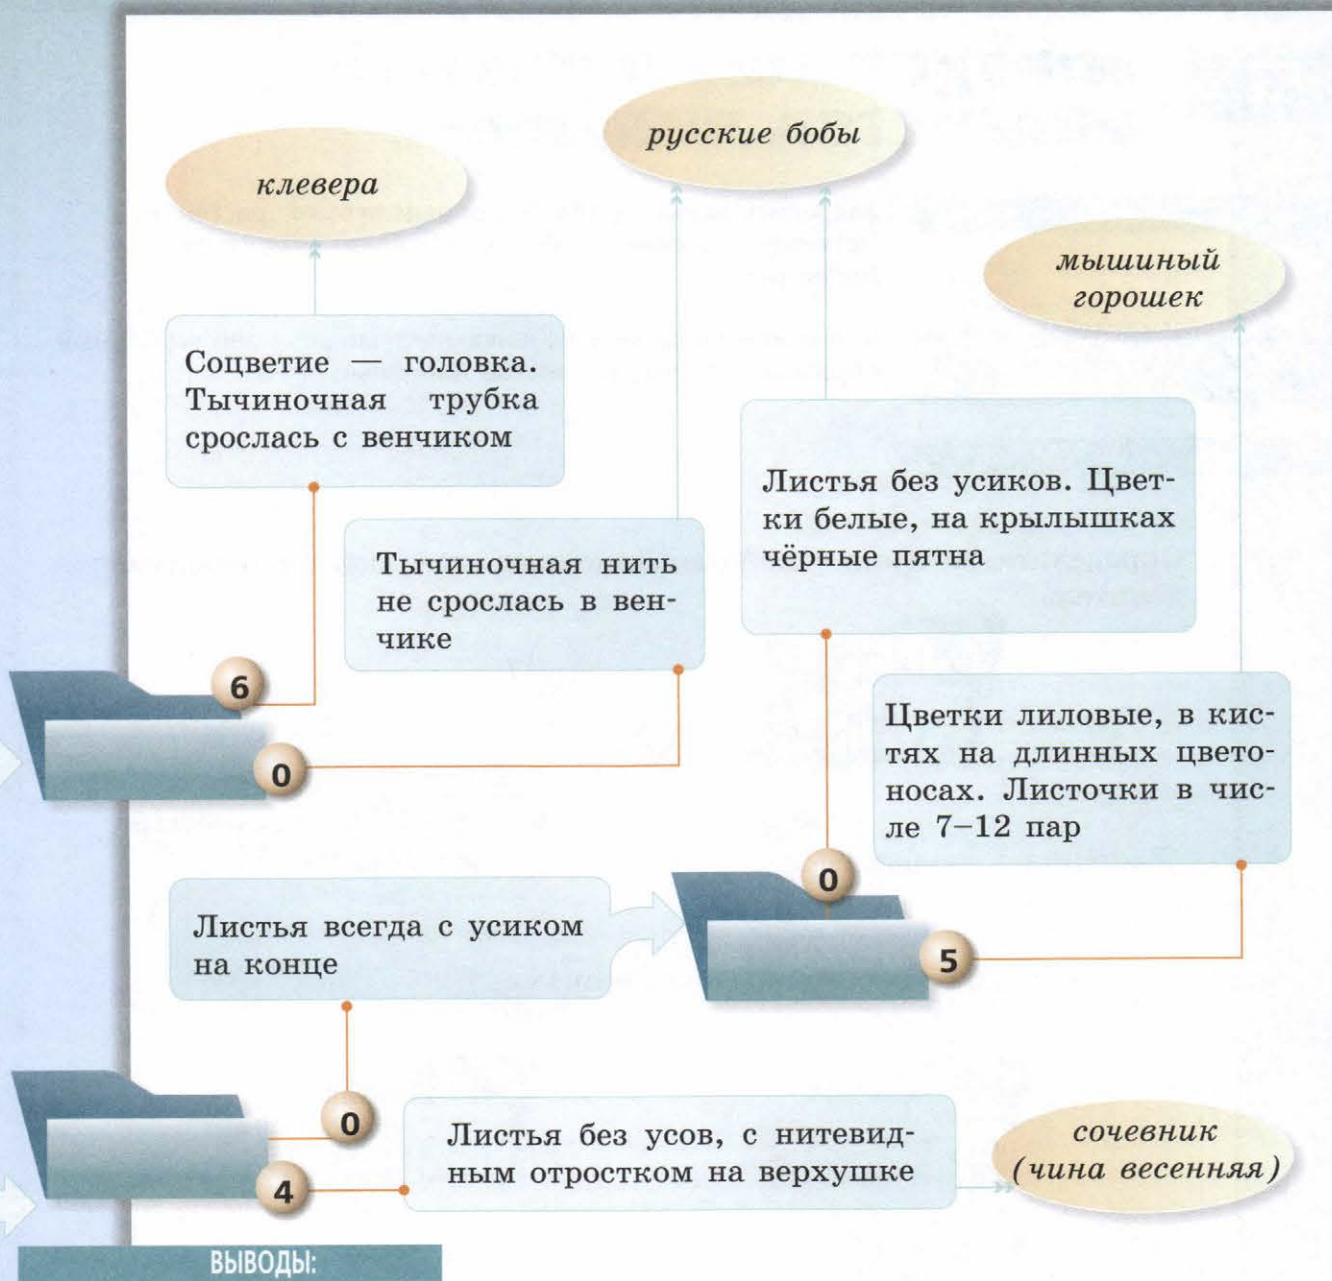 русские бобы
клевера
мышиный
горошек
Соцветие — головка.
Тычиночная трубка
срослась с венчиком
Листья без усиков. Цвет-
ки белые, на крылышках
чёрные пятна
Тычиночная нить
не срослась в вен-
чике
6
0
Цветки лиловые, в кис-
тях на длинных цвето-
носах. Листочки в чис-
ле 7–12 пар
0
5
Листья всегда с усиком
на конце
0
4
Листья без усов, с нитевид-
ным отростком на верхушке
сочевник
(чина весенняя)
ВЫВОДЫ: